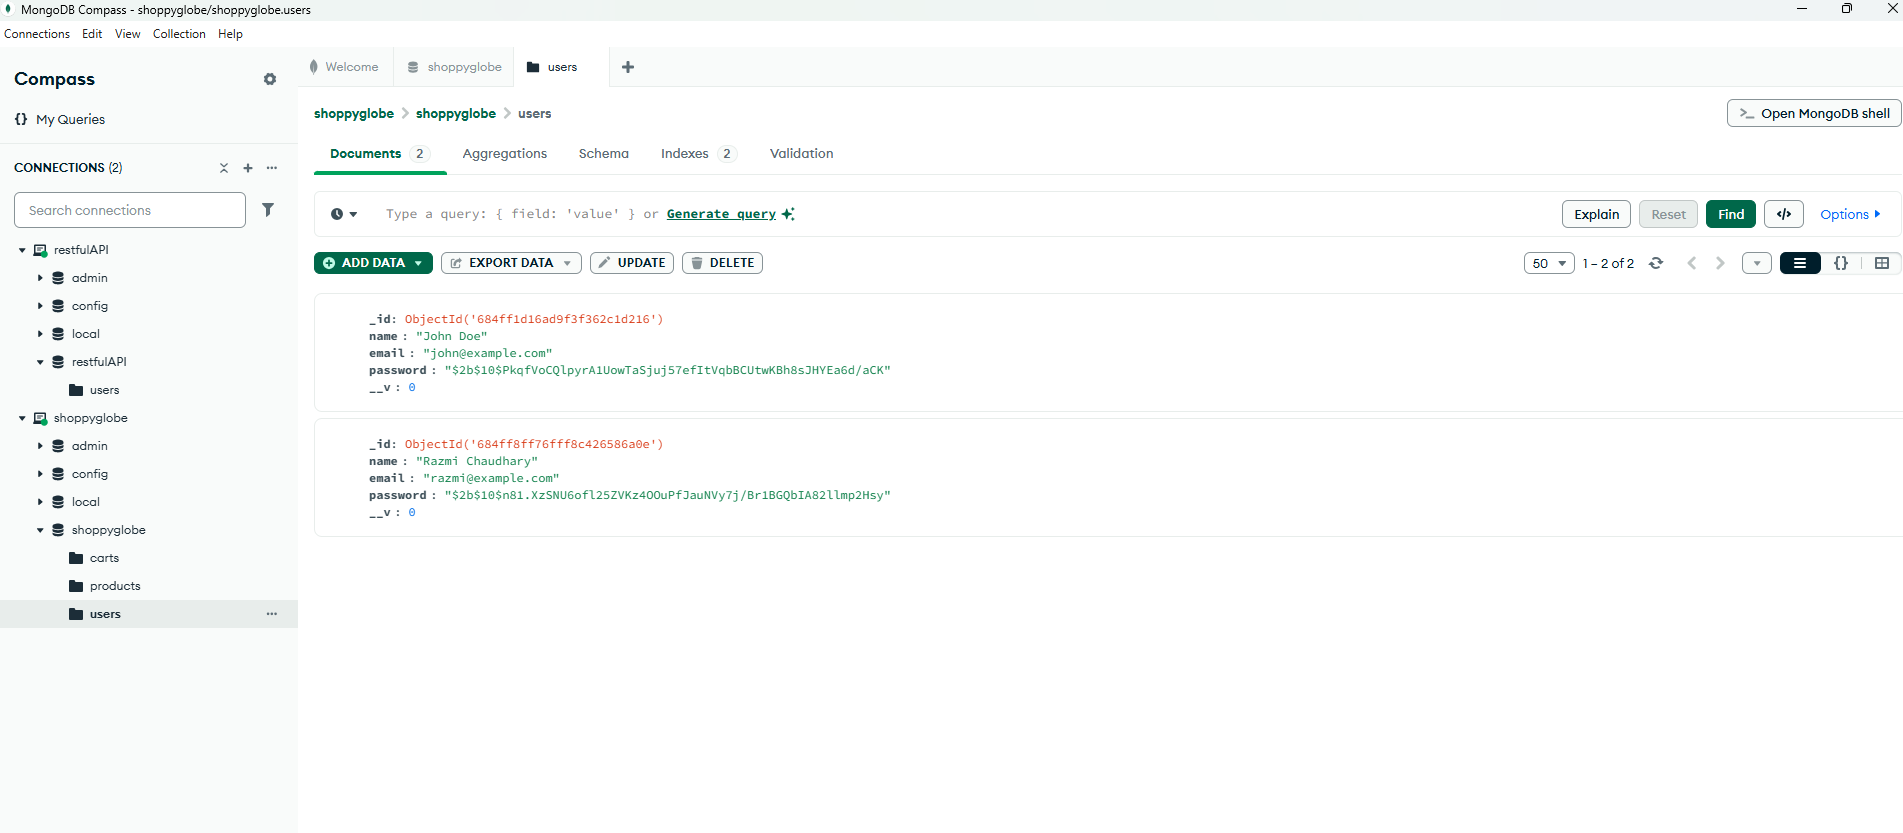 MongoDB Compass - shoppyglobe/shoppyglobe.users
Connections Edit View Collection Help
Compass
My Queries
CONNECTIONS (2)
Search connections
restfulAPI
admin
config
local
restfulAPI
users
shoppyglobe
admin
config
local
shoppyglobe
carts
products
users
Welcome shoppyglobe users
shoppyglobe > shoppyglobe > users
>_ Open MongoDB shell
Documents 2 Aggregations Schema Indexes 2 Validation
Type a query: { field: 'value' } or Generate query
Explain Reset Find </> Options
ADD DATA EXPORT DATA UPDATE DELETE
50 1 – 2 of 2 {}
_id: ObjectId('684ff1d16ad9f3f362c1d216')
name : "John Doe"
email : "john@example.com"
password : "$2b$10$PkqfVoCQlpyrA1UowTaSjuj57efItVqbBCUtwKBh8sJHYEa6d/aCK"
__v : 0
_id: ObjectId('684ff8ff76fff8c426586a0e')
name : "Razmi Chaudhary"
email : "razmi@example.com"
password : "$2b$10$n81.XzSNU6ofl25ZVKz4OOuPfJauNVy7j/Br1BGQbIA82llmp2Hsy"
__v : 0